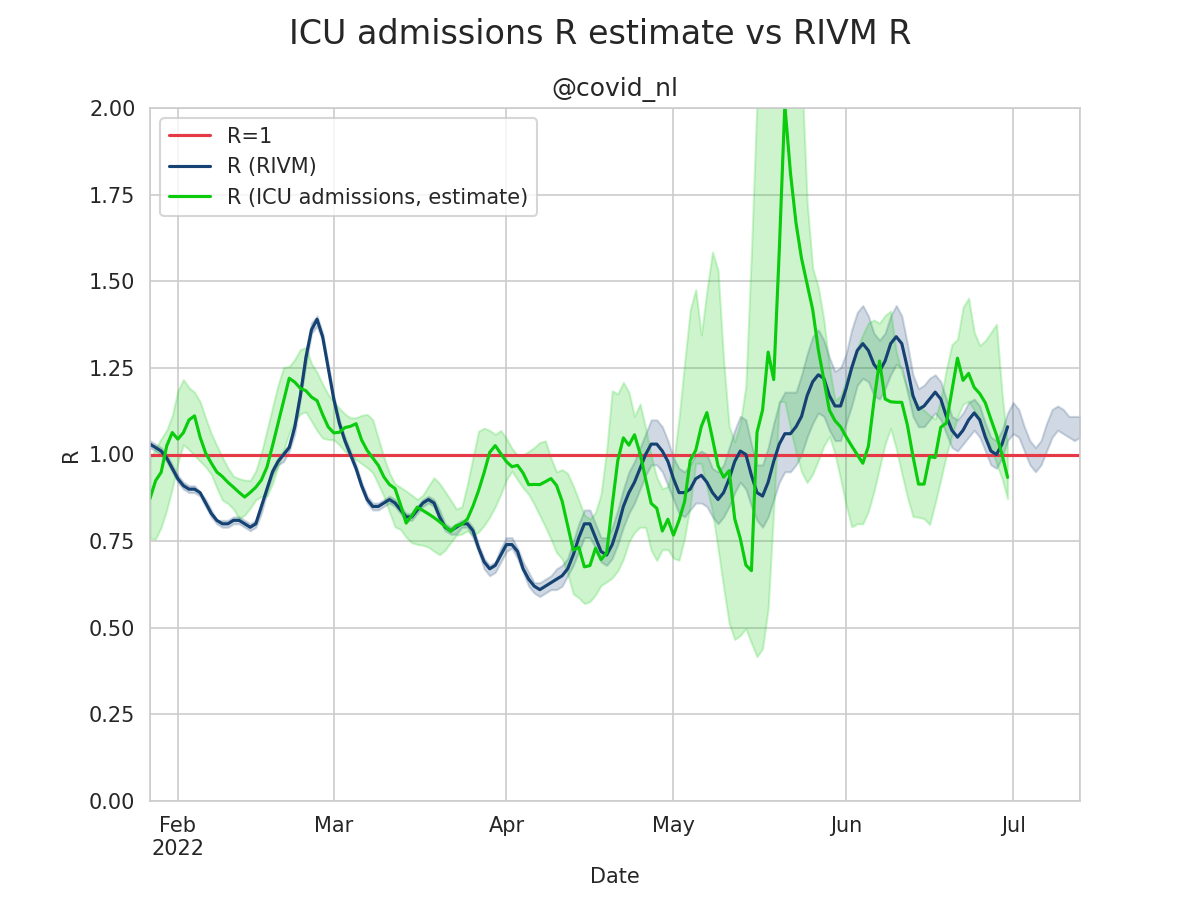 ICU admissions R estimate vs RIVM R
@covid_nl
R=1
R (RIVM)
R (ICU admissions, estimate)
2.00
1.75
1.50
1.25
1.00
0.75
0.50
0.25
0.00
R
Feb Mar Apr May Jun Jul
2022
Date